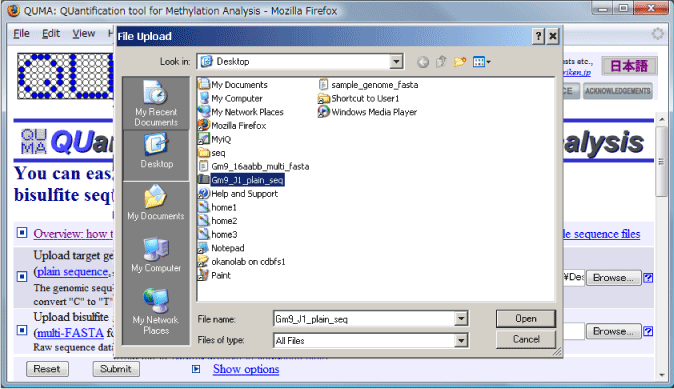 QUMA: QUantification tool for Methylation Analysis - Mozilla Firefox
File Edit View
File Upload
Look in: Desktop
My Recent Documents
Desktop
My Documents
My Computer
My Network Places
My Documents
My Computer
My Network Places
Mozilla Firefox
MyiQ
seq
Gm9_16aabb_multi_fasta
Gm9_J1_plain_seq
Help and Support
home1
home2
home3
Notepad
okanolab on cdbfs1
Paint
sample_genome_fasta
Shortcut to User1
Windows Media Player
File name: Gm9_J1_plain_seq Open
Files of type: All Files Cancel
sts etc.,
riken.jp
日本語
CE ACKNOWLEDGEMENTS
QU
MA
QUan
alysis
You can eas
bisulfite seq
Overview: how t
le sequence files
Upload target ge
(plain sequence,
¥Des Browse... ?
The genomic sequ
convert "C" to "T"
Upload bisulfite
(multi-FASTA fo
Browse... ?
Raw sequence data
Reset Submit Show options